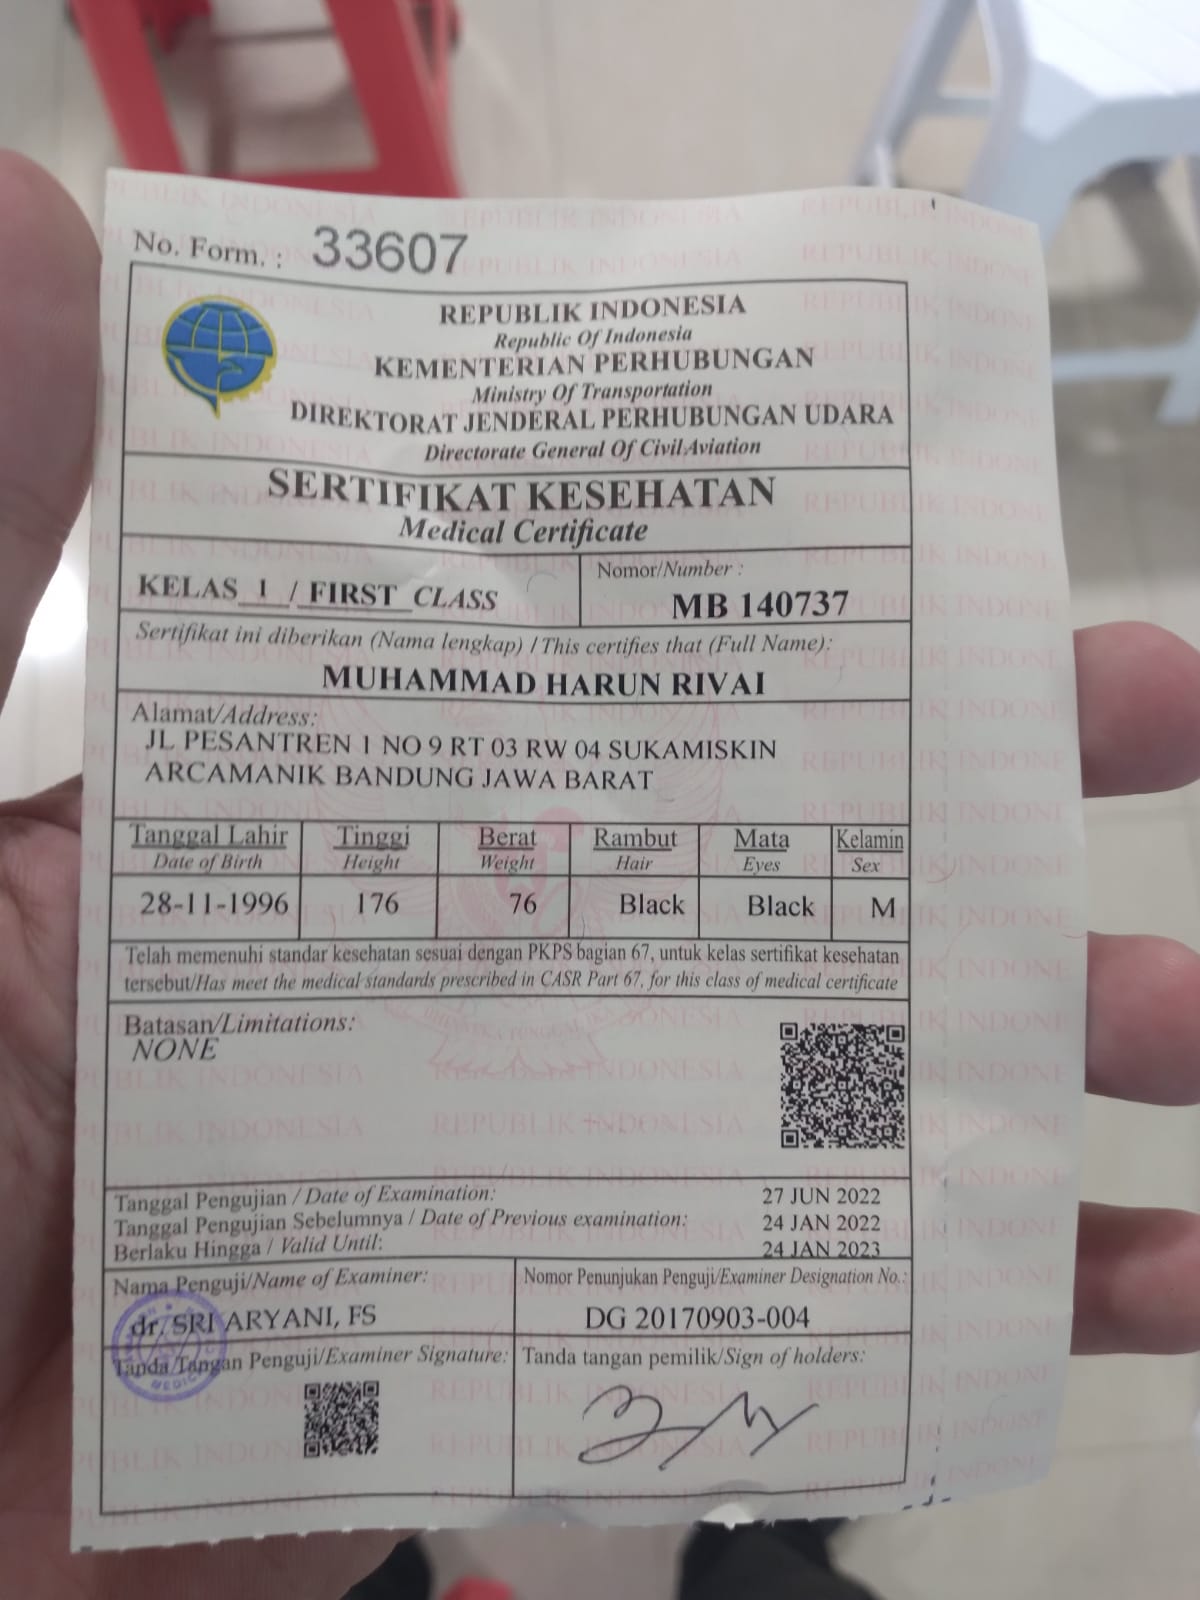 No. Form. : 33607
REPUBLIK INDONESIA
Republic Of Indonesia
KEMENTERIAN PERHUBUNGAN
Ministry Of Transportation
DIREKTORAT JENDERAL PERHUBUNGAN UDARA
Directorate General Of Civil Aviation
SERTIFIKAT KESEHATAN
Medical Certificate
KELAS 1 / FIRST CLASS
Nomor/Number :
MB 140737
Sertifikat ini diberikan (Nama lengkap) / This certifies that (Full Name):
MUHAMMAD HARUN RIVAI
Alamat/Address:
JL PESANTREN 1 NO 9 RT 03 RW 04 SUKAMISKIN
ARCAMANIK BANDUNG JAWA BARAT
Tanggal Lahir Tinggi Berat Rambut Mata Kelamin
Date of Birth Height Weight Hair Eyes Sex
28-11-1996 176 76 Black Black M
Telah memenuhi standar kesehatan sesuai dengan PKPS bagian 67, untuk kelas sertifikat kesehatan
tersebut/Has meet the medical standards prescribed in CASR Part 67, for this class of medical certificate
Batasan/Limitations:
NONE
Tanggal Pengujian / Date of Examination: 27 JUN 2022
Tanggal Pengujian Sebelumnya / Date of Previous examination: 24 JAN 2022
Berlaku Hingga / Valid Until: 24 JAN 2023
Nama Penguji/Name of Examiner:
dr. SRI ARYANI, FS
Nomor Penunjukan Penguji/Examiner Designation No.:
DG 20170903-004
Tanda Tangan Penguji/Examiner Signature:
Tanda tangan pemilik/Sign of holders: